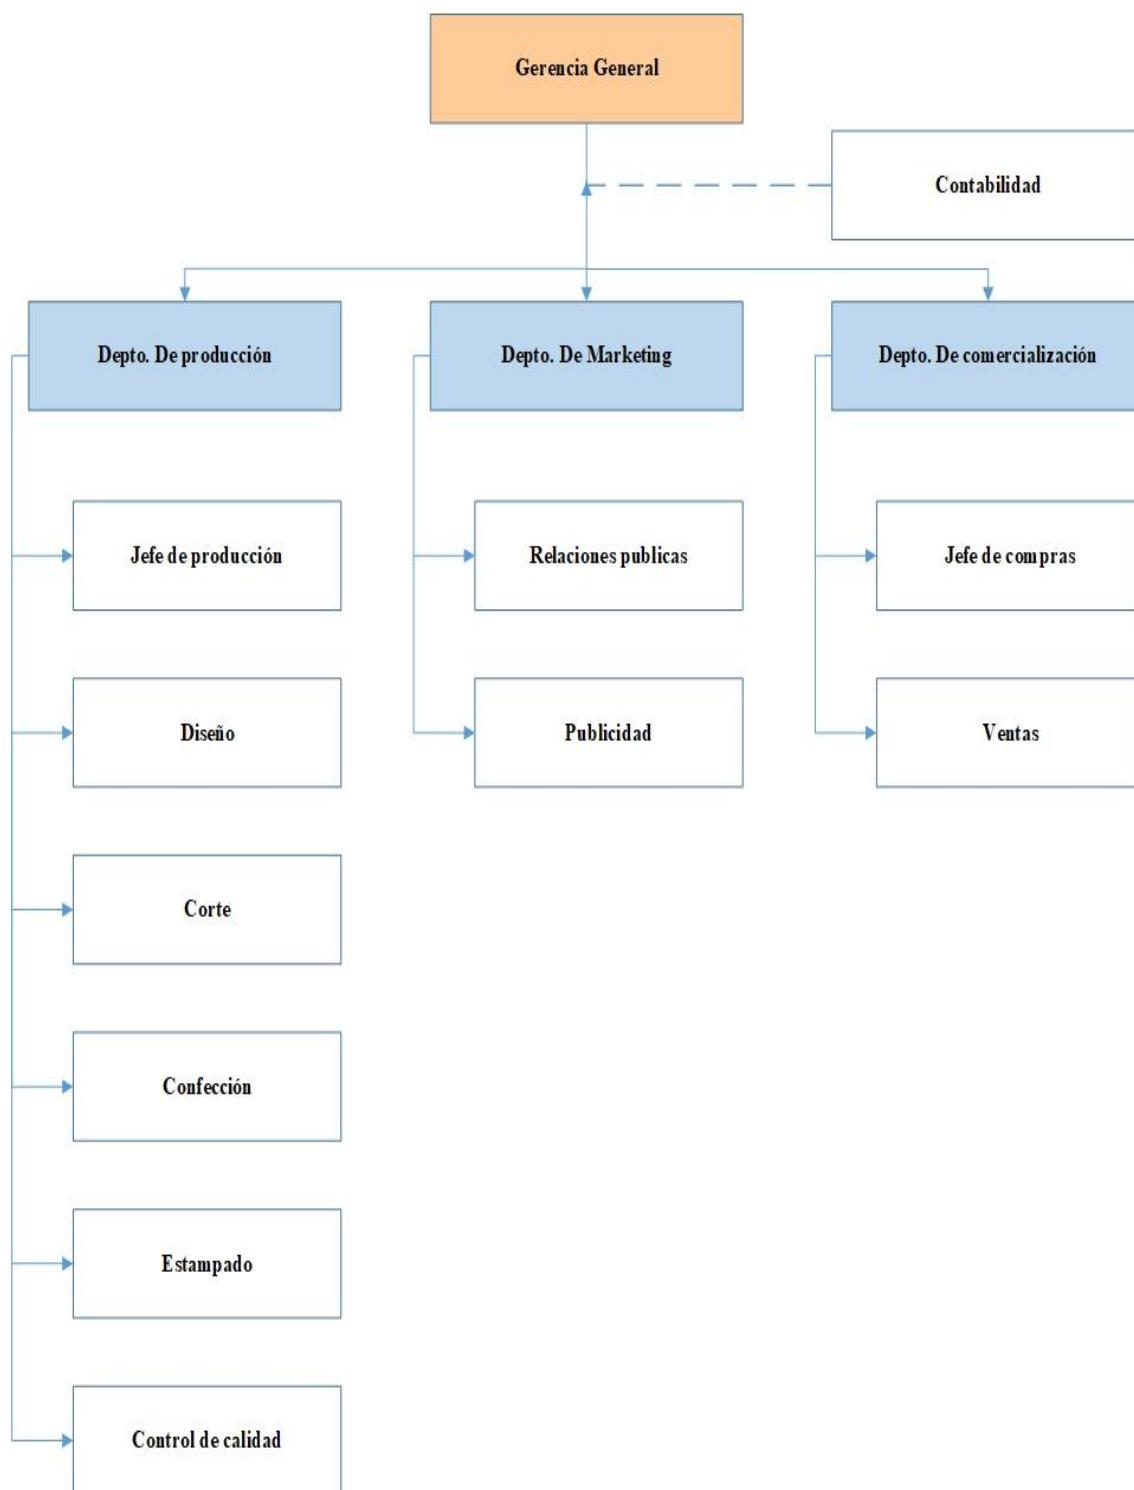 Gerencia General
Contabilidad
Depto. De producción
Depto. De Marketing
Depto. De comercialización
Jefe de producción
Relaciones publicas
Jefe de compras
Diseño
Publicidad
Ventas
Corte
Confección
Estampado
Control de calidad